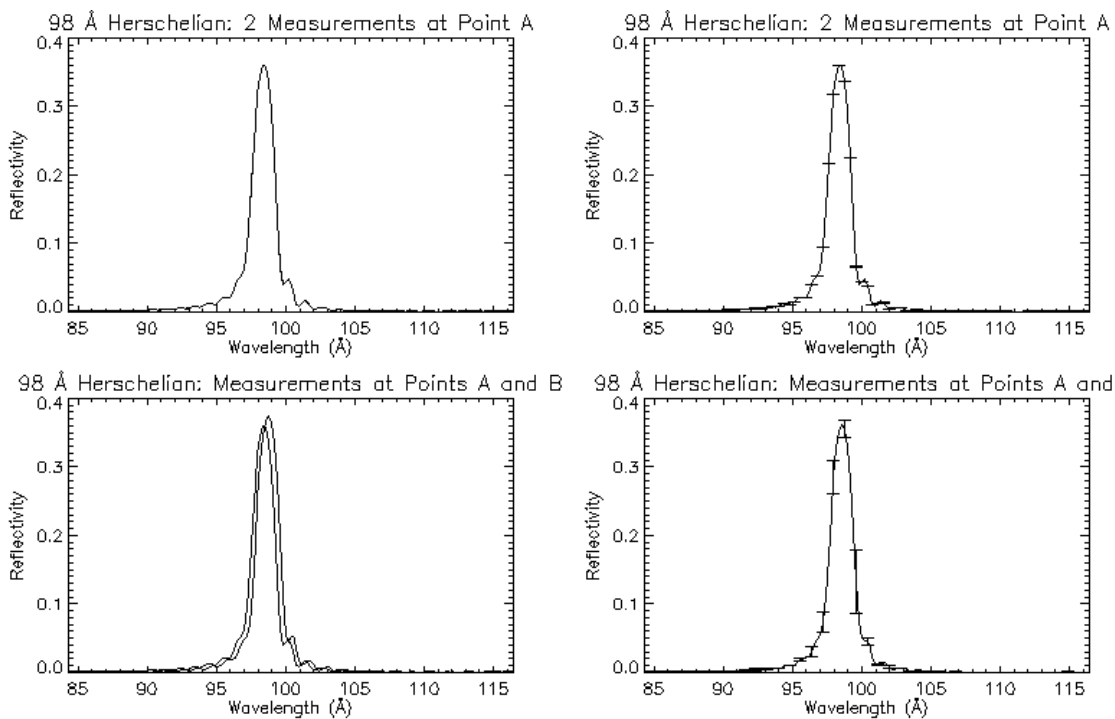 98 Å Herschelian: 2 Measurements at Point A
0.4
0.3
0.2
0.1
0.0
Reflectivity
85 90 95 100 105 110 115
Wavelength (Å)
98 Å Herschelian: 2 Measurements at Point A
0.4
0.3
0.2
0.1
0.0
Reflectivity
85 90 95 100 105 110 115
Wavelength (Å)
98 Å Herschelian: Measurements at Points A and B
0.4
0.3
0.2
0.1
0.0
Reflectivity
85 90 95 100 105 110 115
Wavelength (Å)
98 Å Herschelian: Measurements at Points A and
0.4
0.3
0.2
0.1
0.0
Reflectivity
85 90 95 100 105 110 115
Wavelength (Å)